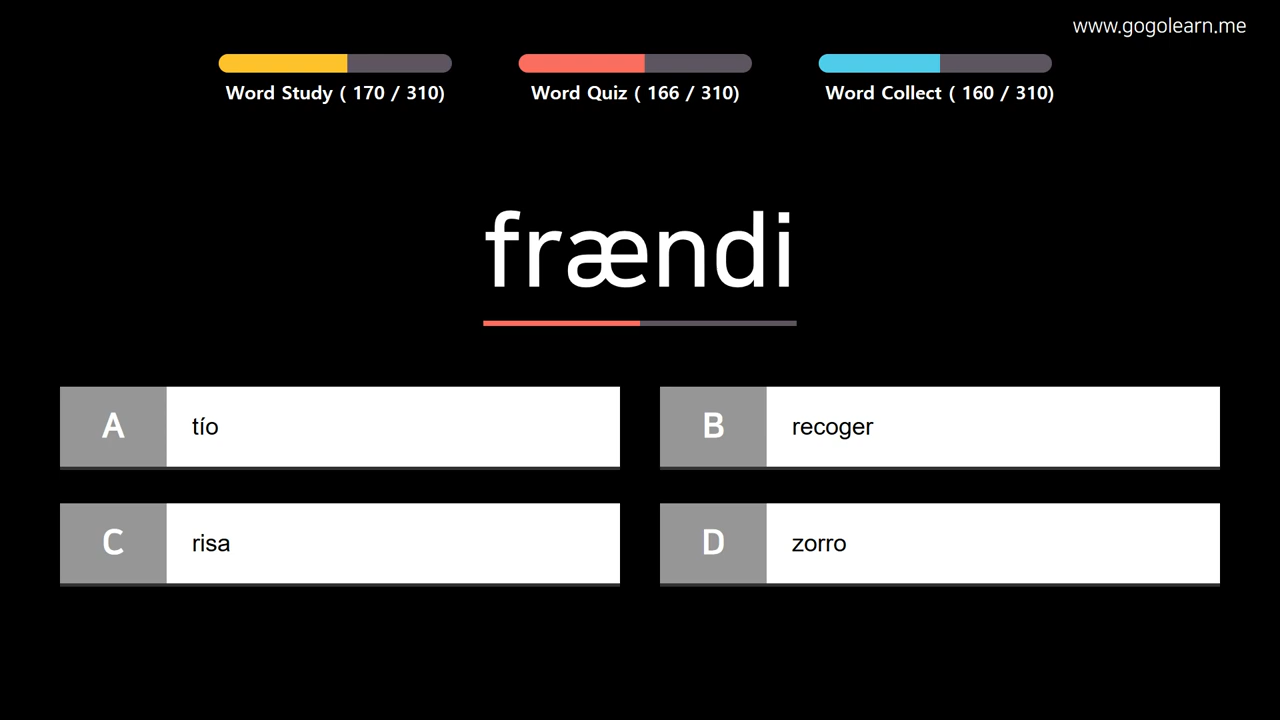 www.gogolearn.me
Word Study ( 170 / 310)
Word Quiz ( 166 / 310)
Word Collect ( 160 / 310)
frændi
A tío
B recoger
C risa
D zorro